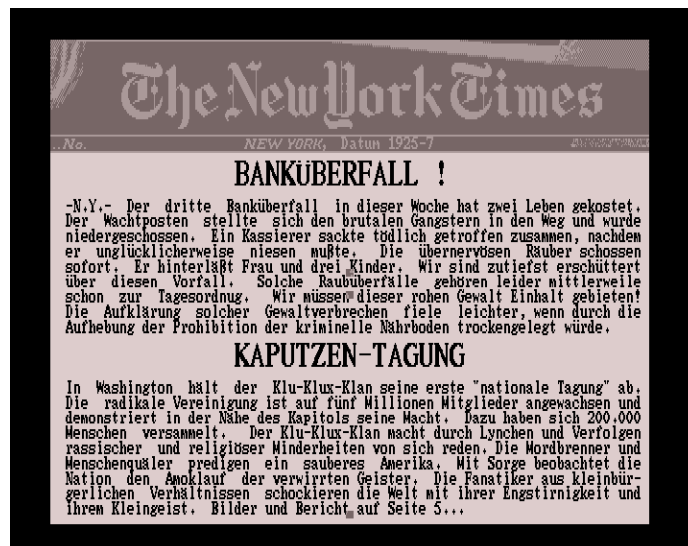 The New York Times
..No. NEW YORK, Datum 1925-7
BANKÜBERFALL !
-N.Y.- Der dritte Banküberfall in dieser Woche hat zwei Leben gekostet.
Der Wachtposten stellte sich den brutalen Gangstern in den Weg und wurde
niedergeschossen. Ein Kassierer sackte tödlich getroffen zusammen, nachdem
er unglücklicherweise niesen mußte. Die übernervösen Räuber schossen
sofort. Er hinterläßt Frau und drei Kinder. Wir sind zutiefst erschüttert
über diesen Vorfall. Solche Raubüberfälle gehören leider mittlerweile
schon zur Tagesordnug. Wir müssen dieser rohen Gewalt Einhalt gebieten!
Die Aufklärung solcher Gewaltverbrechen fiele leichter, wenn durch die
Aufhebung der Prohibition der kriminelle Nährboden trockengelegt würde.
KAPUTZEN-TAGUNG
In Washington hält der Klu-Klux-Klan seine erste "nationale Tagung" ab.
Die radikale Vereinigung ist auf fünf Millionen Mitglieder angewachsen und
demonstriert in der Nähe des Kapitols seine Macht. Dazu haben sich 200.000
Menschen versammelt. Der Klu-Klux-Klan macht durch Lynchen und Verfolgen
rassischer und religiöser Minderheiten von sich reden. Die Mordbrenner und
Menschenquäler predigen ein sauberes Amerika. Mit Sorge beobachtet die
Nation den Amoklauf der verwirrten Geister. Die Fanatiker aus kleinbür-
gerlichen Verhältnissen schockieren die Welt mit ihrer Engstirnigkeit und
ihrem Kleingeist. Bilder und Bericht auf Seite 5...